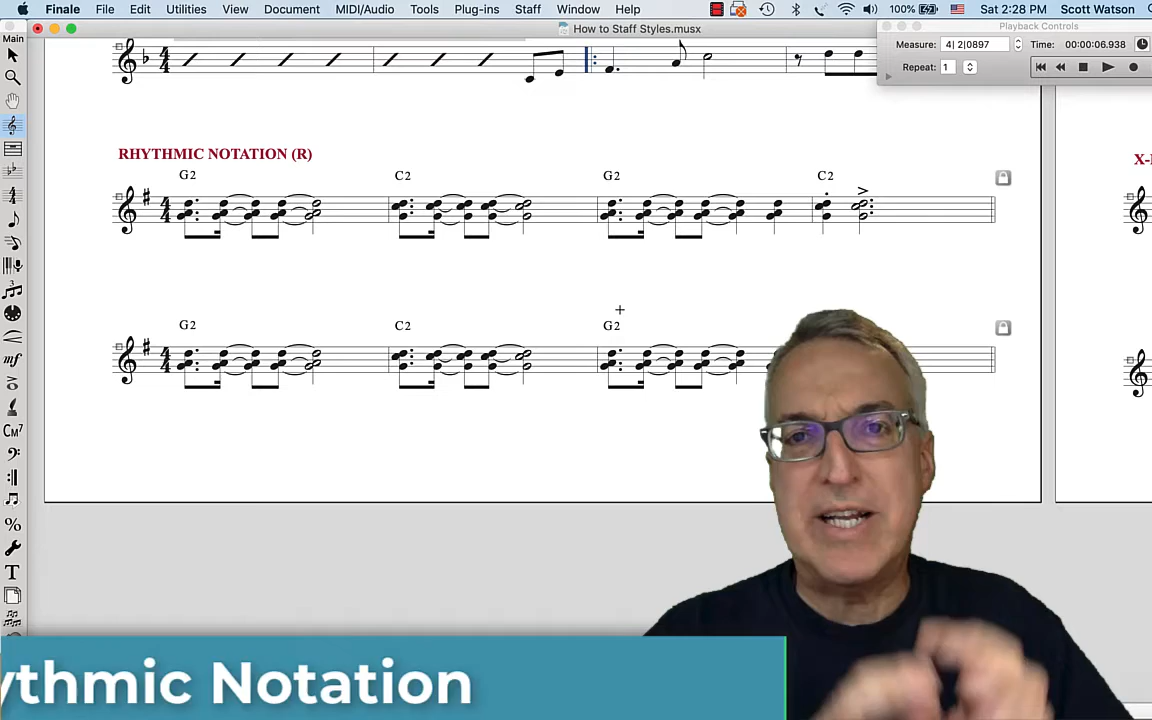 Finale File Edit Utilities View Document MIDI/Audio Tools Plug-ins Staff Window Help 100% Sat 2:28 PM Scott Watson
Main
How to Staff Styles.musx
Playback Controls
Measure: 4| 2|0897 Time: 00:00:06.938
Repeat: 1
RHYTHMIC NOTATION (R)
G2 C2 G2 C2
G2 C2 G2
mf
CM7
T
ythmic Notation